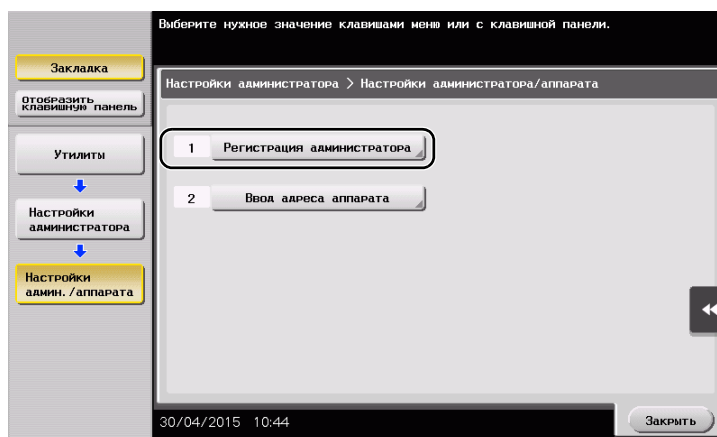 Выберите нужное значение клавишами меню или с клавишной панели.
Закладка
Отобразить
клавишную панель
Настройки администратора > Настройки администратора/аппарата
1 Регистрация администратора
Утилиты
2 Ввод адреса аппарата
Настройки
администратора
Настройки
админ./аппарата
30/04/2015 10:44
Закрыть